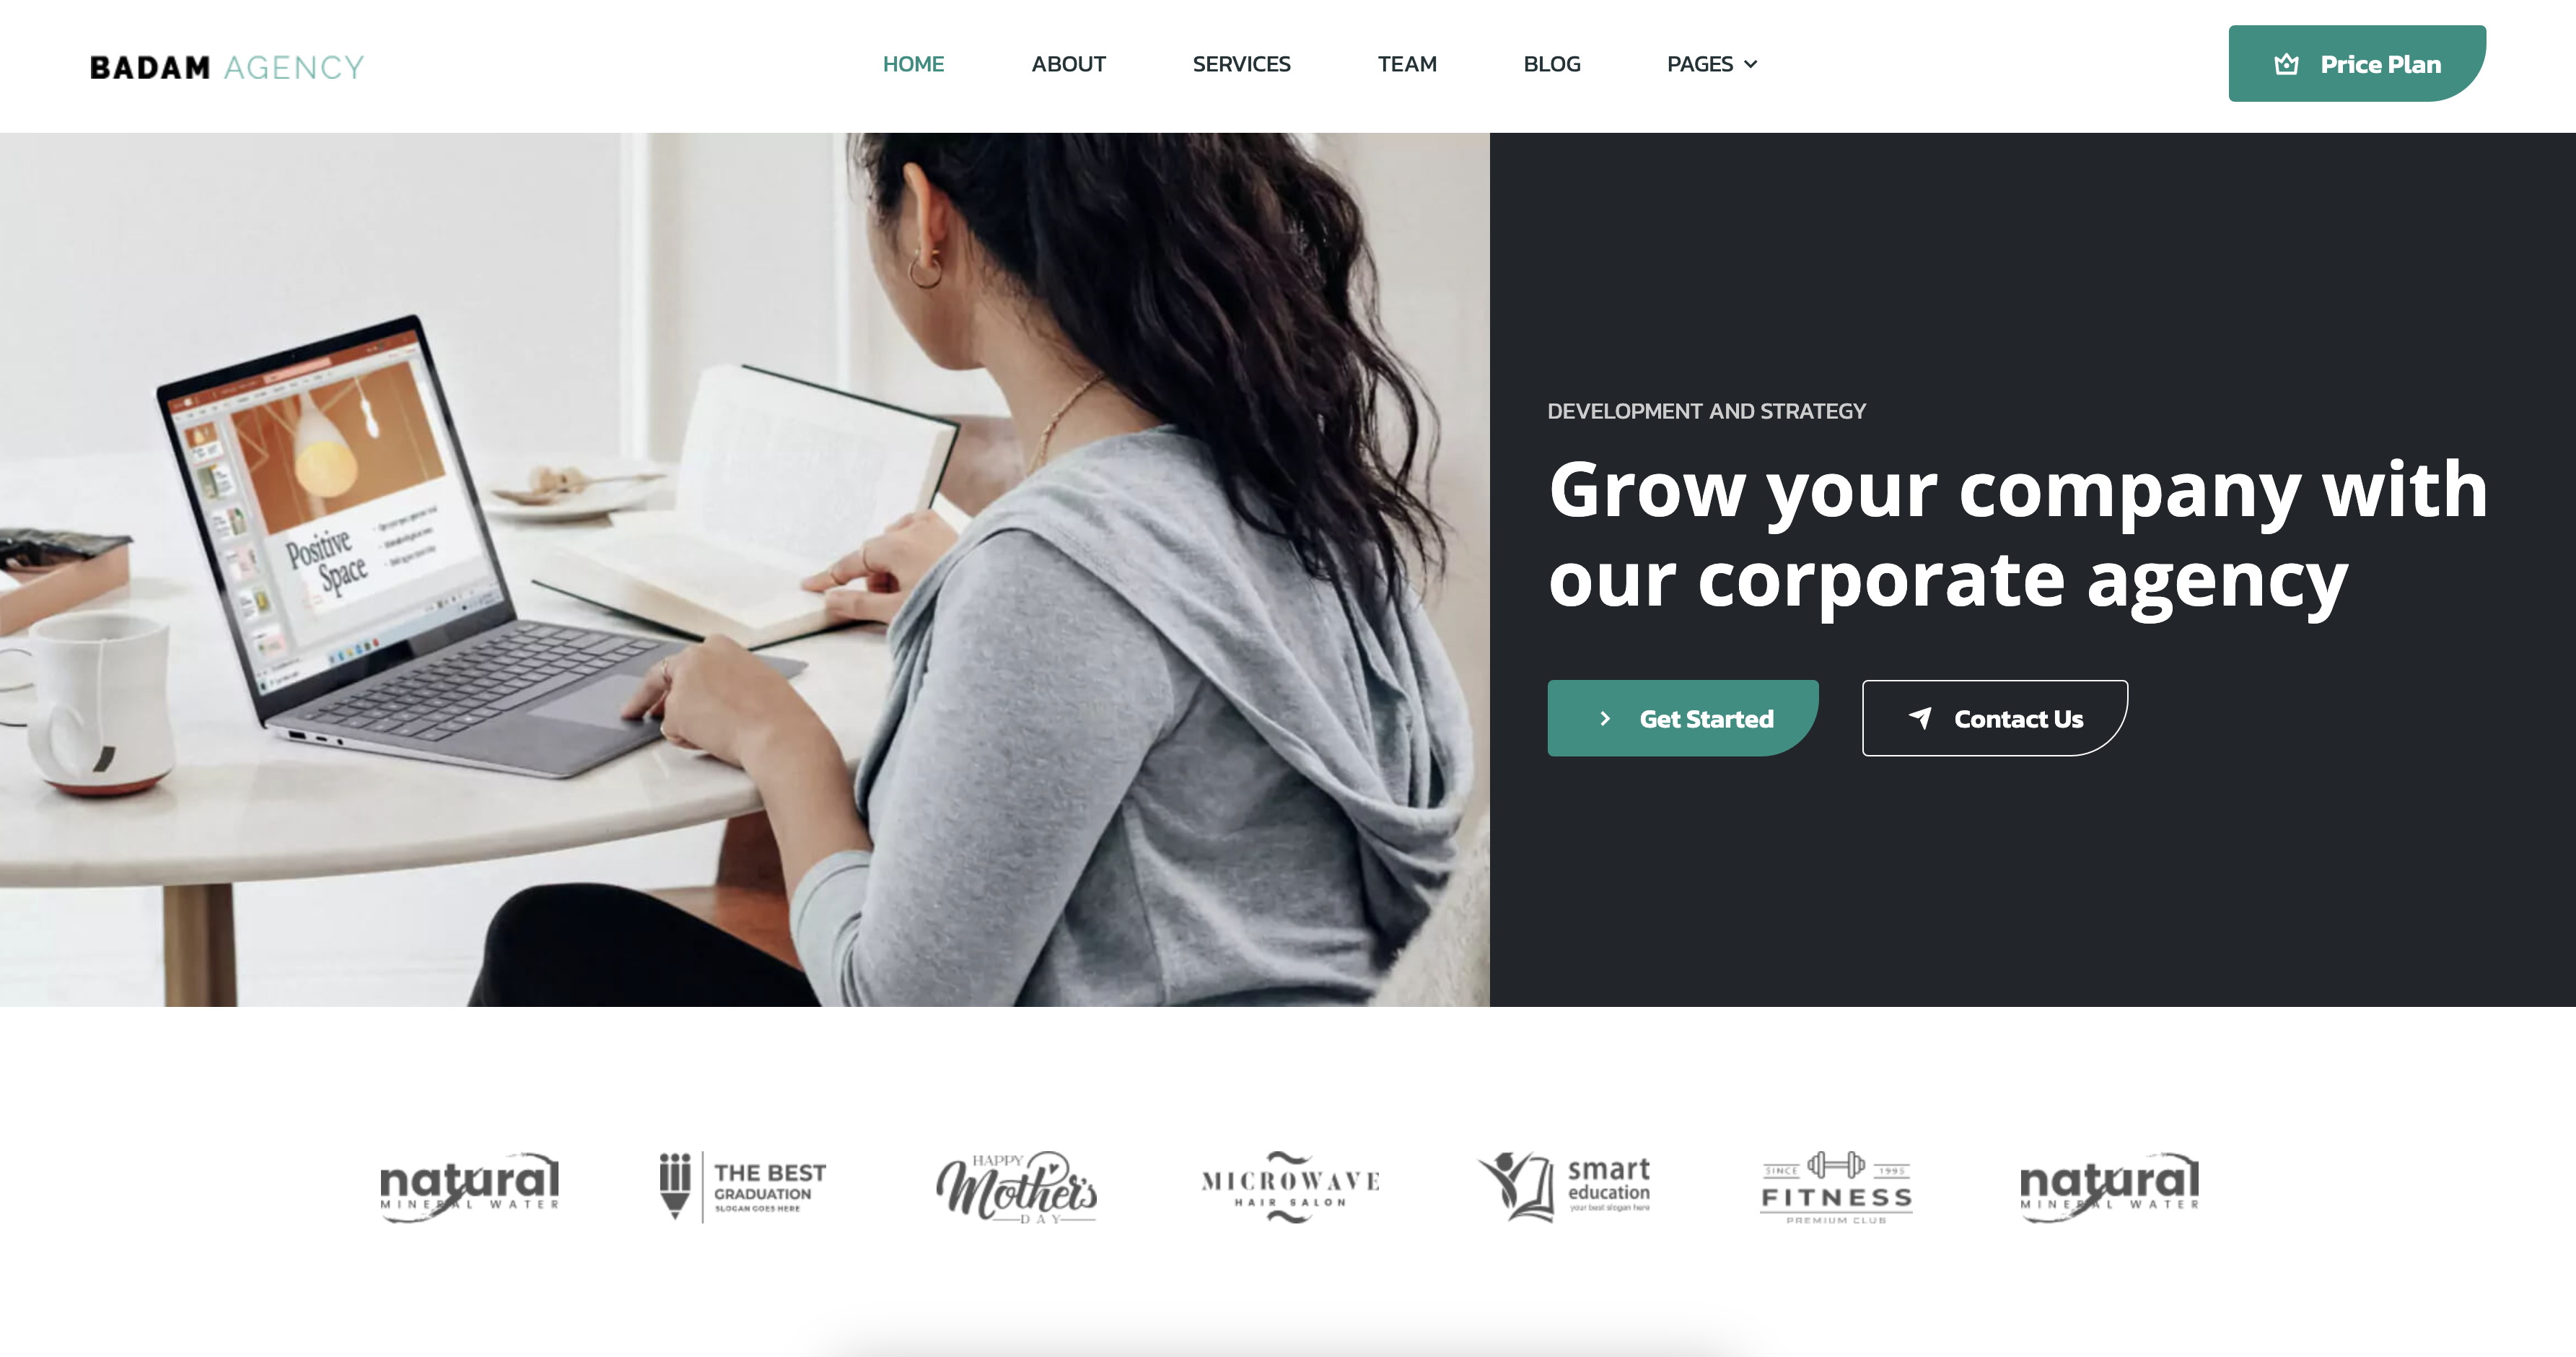 BADAM AGENCY
HOME
ABOUT
SERVICES
TEAM
BLOG
PAGES
Price Plan
Positive
Space
DEVELOPMENT AND STRATEGY
Grow your company with
our corporate agency
Get Started
Contact Us
natural
MINERAL WATER
THE BEST
GRADUATION
SLOGAN GOES HERE
HAPPY
Mother's
DAY
MICROWAVE
HAIR SALON
smart
education
your best slogan here
SINCE 1995
FITNESS
PREMIUM CLUB
natural
MINERAL WATER